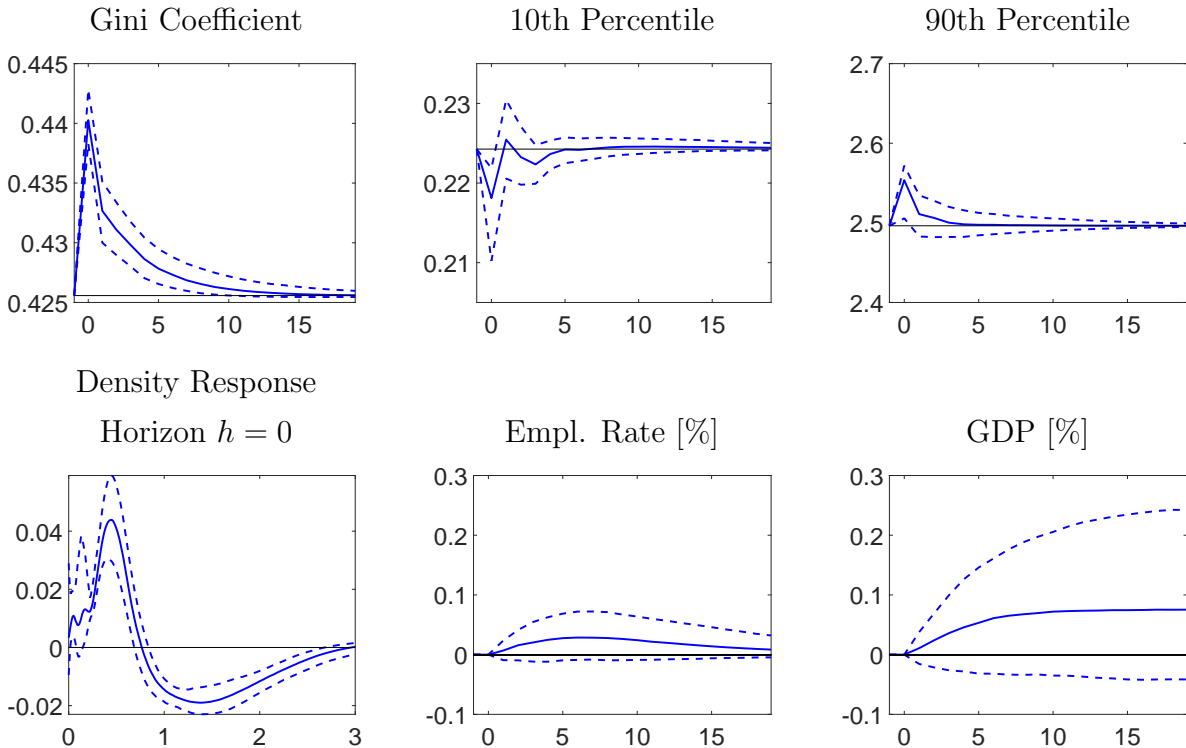 Gini Coefficient
10th Percentile
90th Percentile
0.445
0.44
0.435
0.43
0.425
0 5 10 15
0.23
0.22
0.21
0 5 10 15
2.7
2.6
2.5
2.4
0 5 10 15
Density Response
Horizon h = 0
Empl. Rate [%]
GDP [%]
0.04
0.02
0
-0.02
0 1 2 3
0.3
0.2
0.1
0
-0.1
0 5 10 15
0.3
0.2
0.1
0
-0.1
0 5 10 15